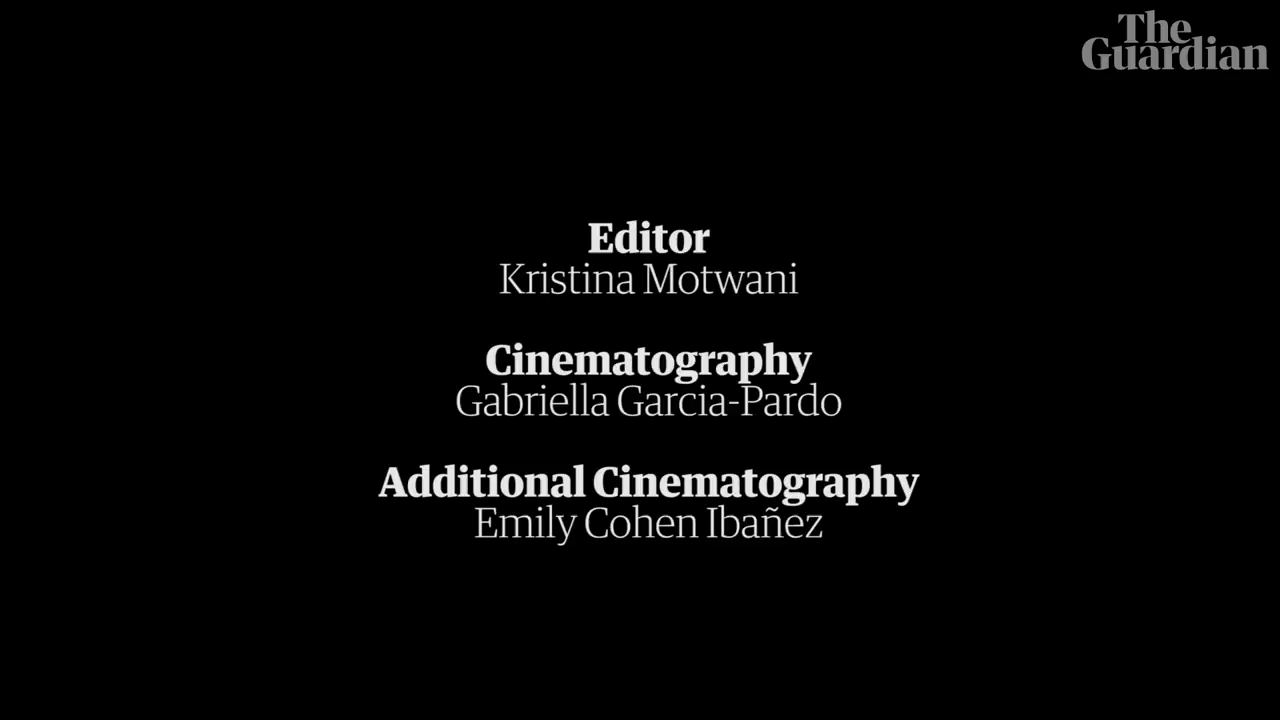 The
Guardian
Editor
Kristina Motwani
Cinematography
Gabriella Garcia-Pardo
Additional Cinematography
Emily Cohen Ibañez